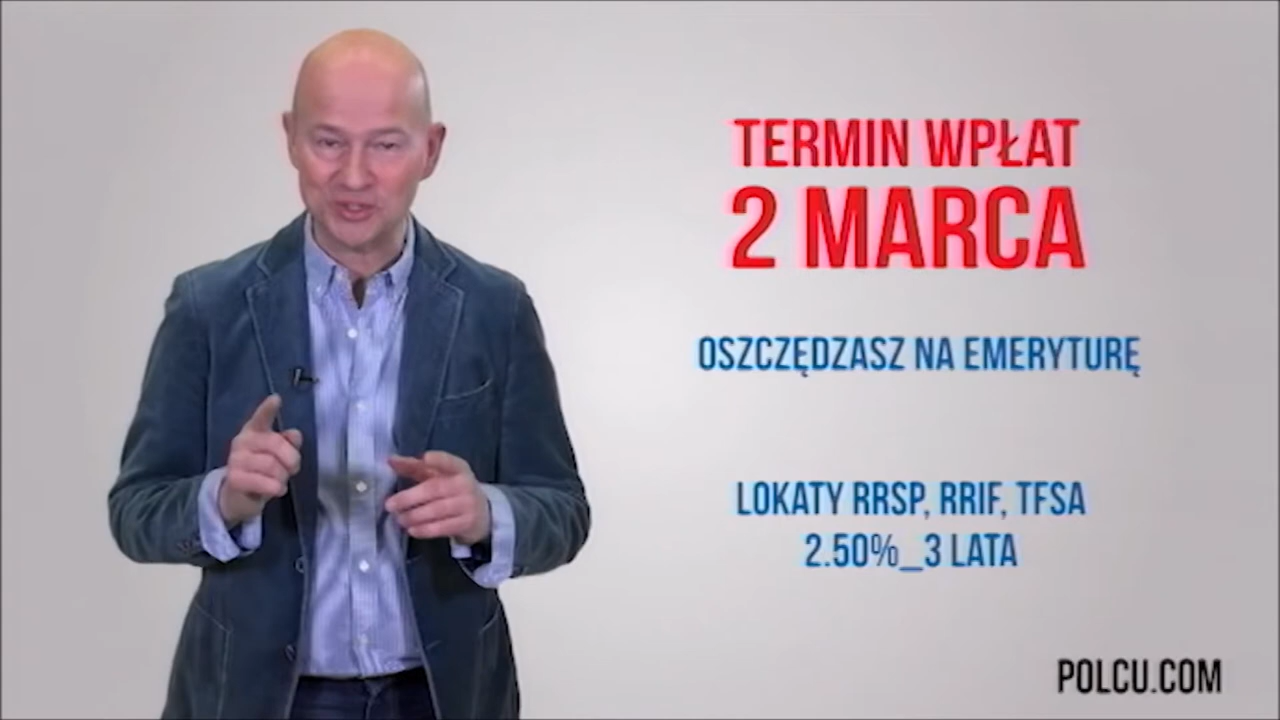 TERMIN WPŁAT
2 MARCA
OSZCZĘDZASZ NA EMERYTURĘ
LOKATY RRSP, RRIF, TFSA
2.50%_3 LATA
POLCU.COM